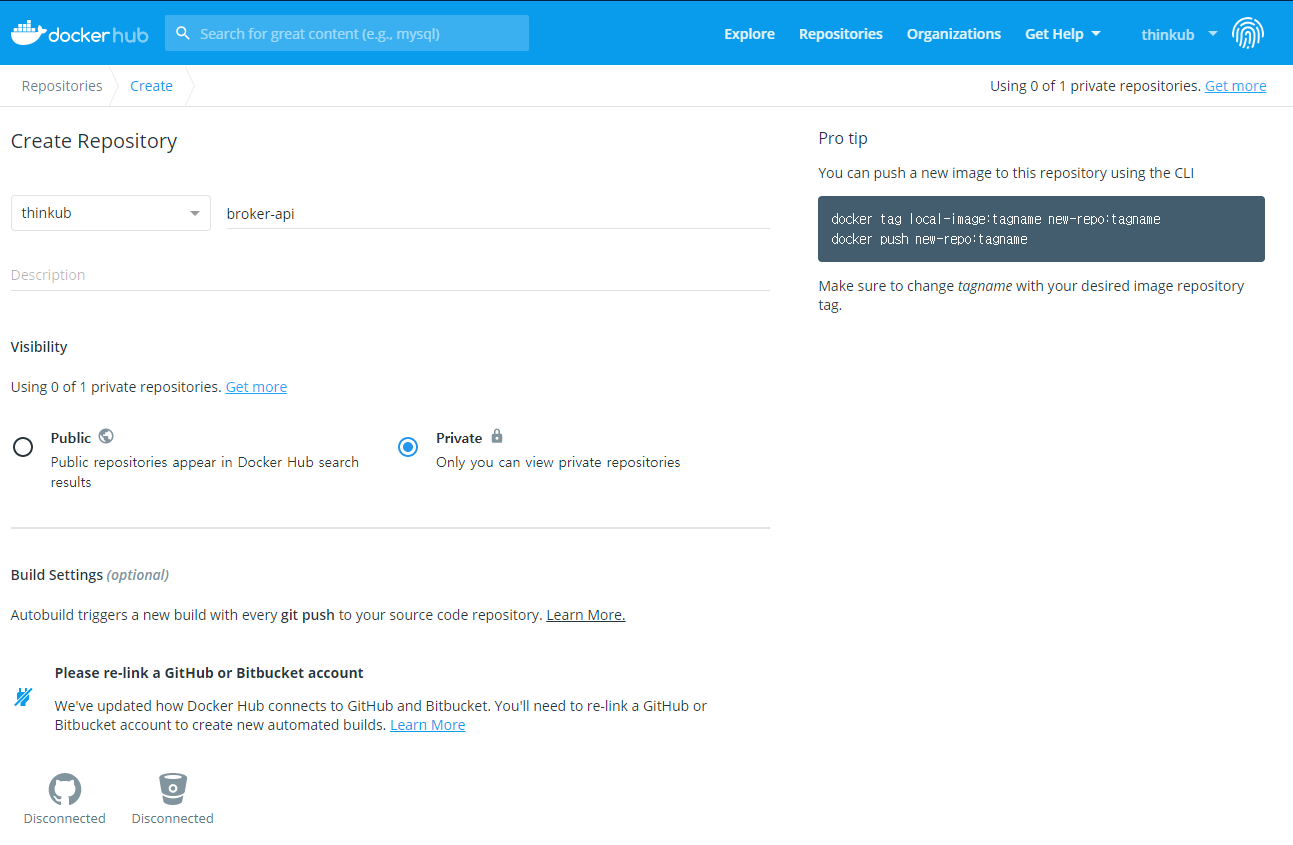 dockerhub
Search for great content (e.g., mysql)
Explore
Repositories
Organizations
Get Help
thinkub
Repositories
Create
Using 0 of 1 private repositories. Get more
Create Repository
thinkub
broker-api
Description
Visibility
Using 0 of 1 private repositories. Get more
Public
Public repositories appear in Docker Hub search
results
Private
Only you can view private repositories
Build Settings (optional)
Autobuild triggers a new build with every git push to your source code repository. Learn More.
Please re-link a GitHub or Bitbucket account
We've updated how Docker Hub connects to GitHub and Bitbucket. You'll need to re-link a GitHub or
Bitbucket account to create new automated builds. Learn More
Disconnected
Disconnected
Pro tip
You can push a new image to this repository using the CLI
docker tag local-image:tagname new-repo:tagname
docker push new-repo:tagname
Make sure to change tagname with your desired image repository
tag.